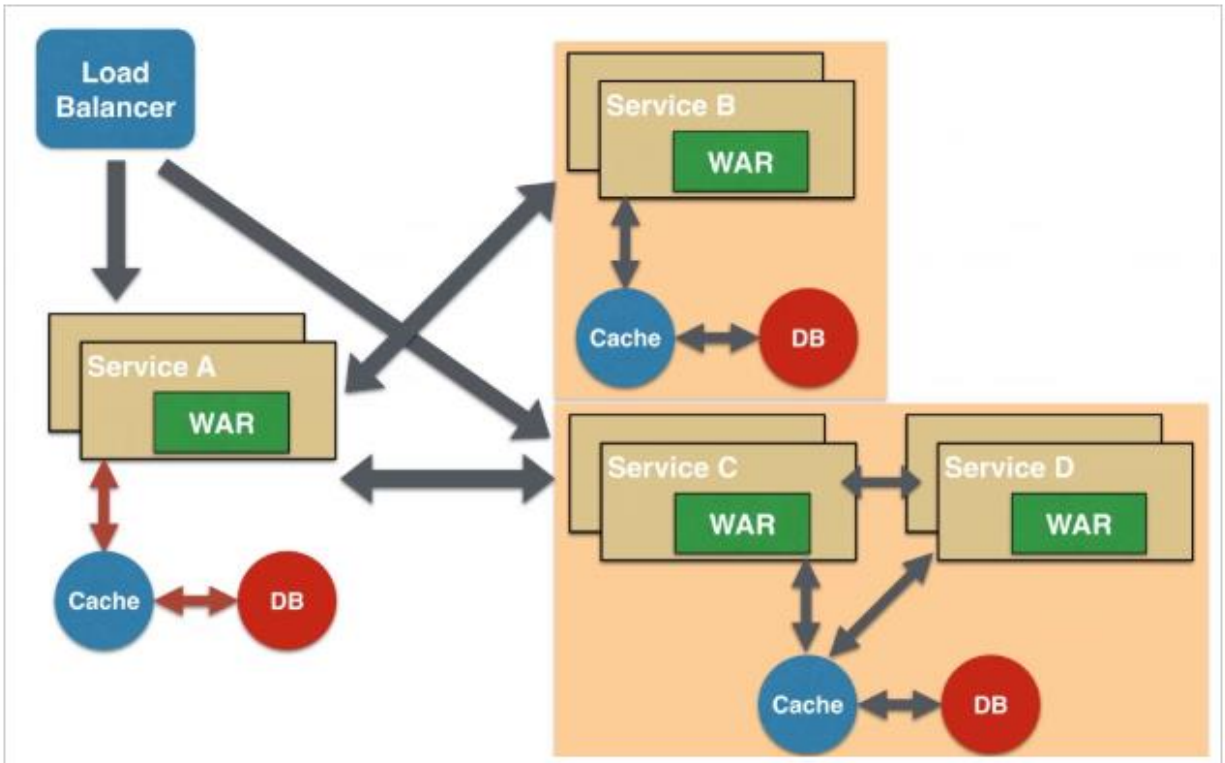 Load
Balancer
Service B
WAR
Cache
DB
Service A
WAR
Cache
DB
Service C
WAR
Service D
WAR
Cache
DB